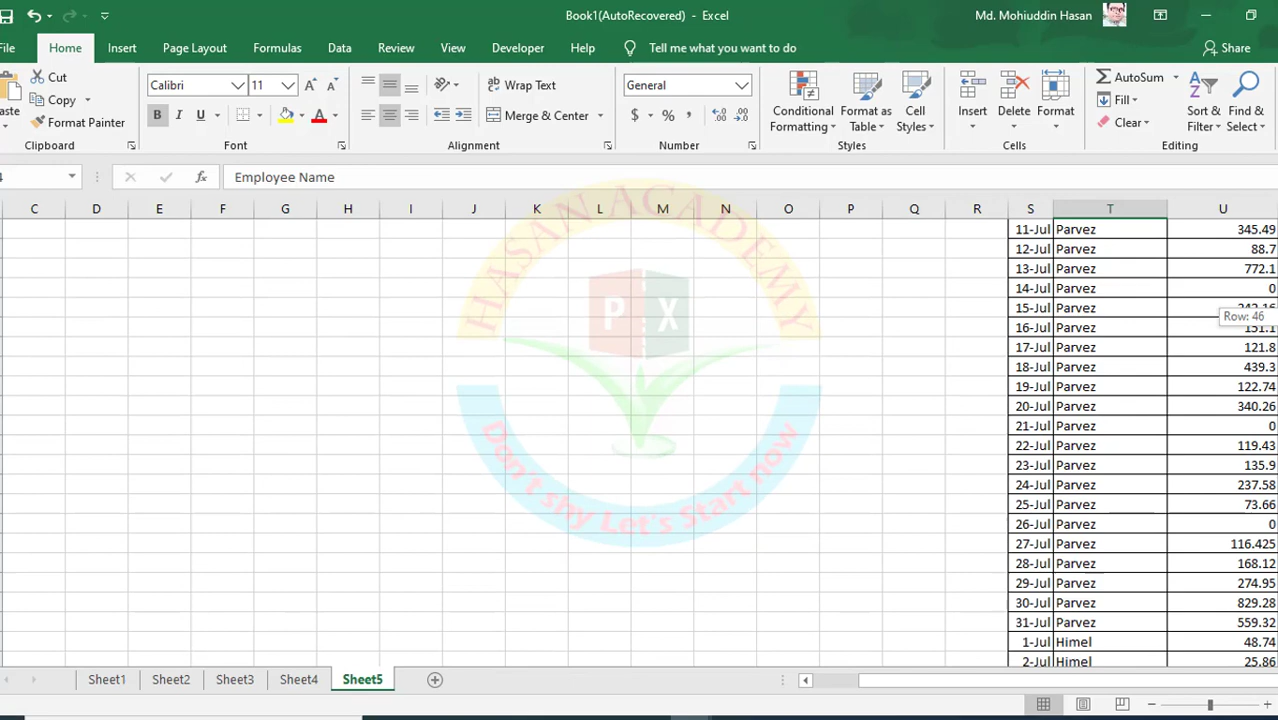 Book1(AutoRecovered) - Excel
Md. Mohiuddin Hasan
File Home Insert Page Layout Formulas Data Review View Developer Help Tell me what you want to do Share
Cut
Copy
Format Painter
Clipboard
Calibri 11
B I U
Font
Wrap Text
Merge & Center
Alignment
General
$ % ,
Number
Conditional Formatting
Format as Table
Cell Styles
Styles
Insert Delete Format
Cells
AutoSum
Fill
Clear
Sort & Filter
Find & Select
Editing
fx Employee Name
C D E F G H I J K L M N O P Q R S T U
11-Jul Parvez 345.49
12-Jul Parvez 88.7
13-Jul Parvez 772.1
14-Jul Parvez 0
15-Jul Parvez
Row: 46
16-Jul Parvez 151.1
17-Jul Parvez 121.8
18-Jul Parvez 439.3
19-Jul Parvez 122.74
20-Jul Parvez 340.26
21-Jul Parvez 0
22-Jul Parvez 119.43
23-Jul Parvez 135.9
24-Jul Parvez 237.58
25-Jul Parvez 73.66
26-Jul Parvez 0
27-Jul Parvez 116.425
28-Jul Parvez 168.12
29-Jul Parvez 274.95
30-Jul Parvez 829.28
31-Jul Parvez 559.32
1-Jul Himel 48.74
2-Jul Himel 25.86
HASAN ACADEMY
P X
Don't shy Let's Start now
Sheet1 Sheet2 Sheet3 Sheet4 Sheet5